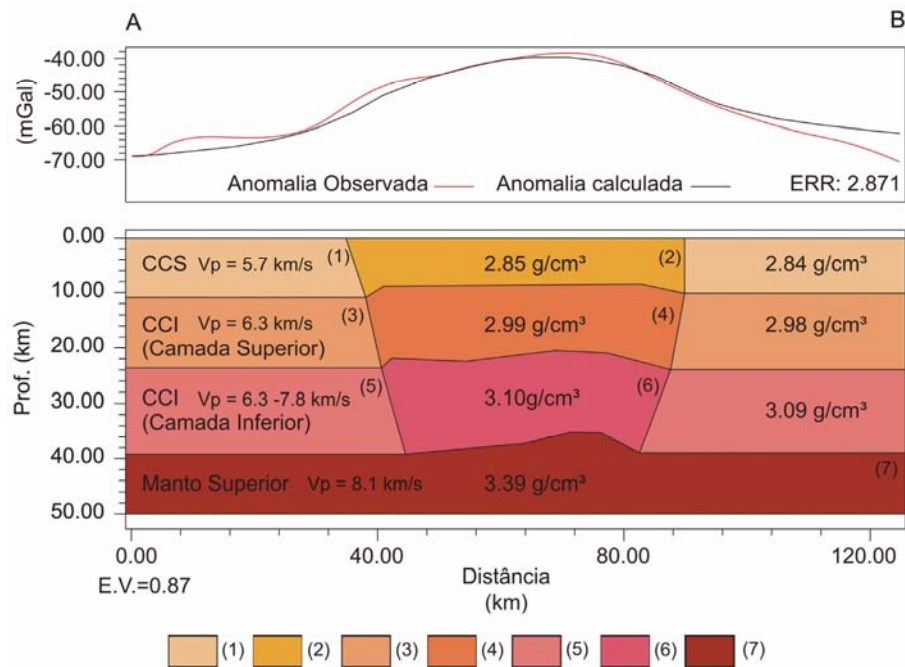 A B
-40.00
-50.00
-60.00
-70.00
(mGal)
Anomalia Observada Anomalia calculada ERR: 2.871
0.00
10.00
20.00
30.00
40.00
50.00
Prof. (km)
CCS Vp = 5.7 km/s (1) 2.85 g/cm³ (2) 2.84 g/cm³
CCI Vp = 6.3 km/s (3) 2.99 g/cm³ (4) 2.98 g/cm³
(Camada Superior)
CCI Vp = 6.3 -7.8 km/s (5) 3.10g/cm³ (6) 3.09 g/cm³
(Camada Inferior)
Manto Superior Vp = 8.1 km/s 3.39 g/cm³ (7)
0.00 40.00 80.00 120.00
E.V.=0.87 Distância
(km)
(1) (2) (3) (4) (5) (6) (7)